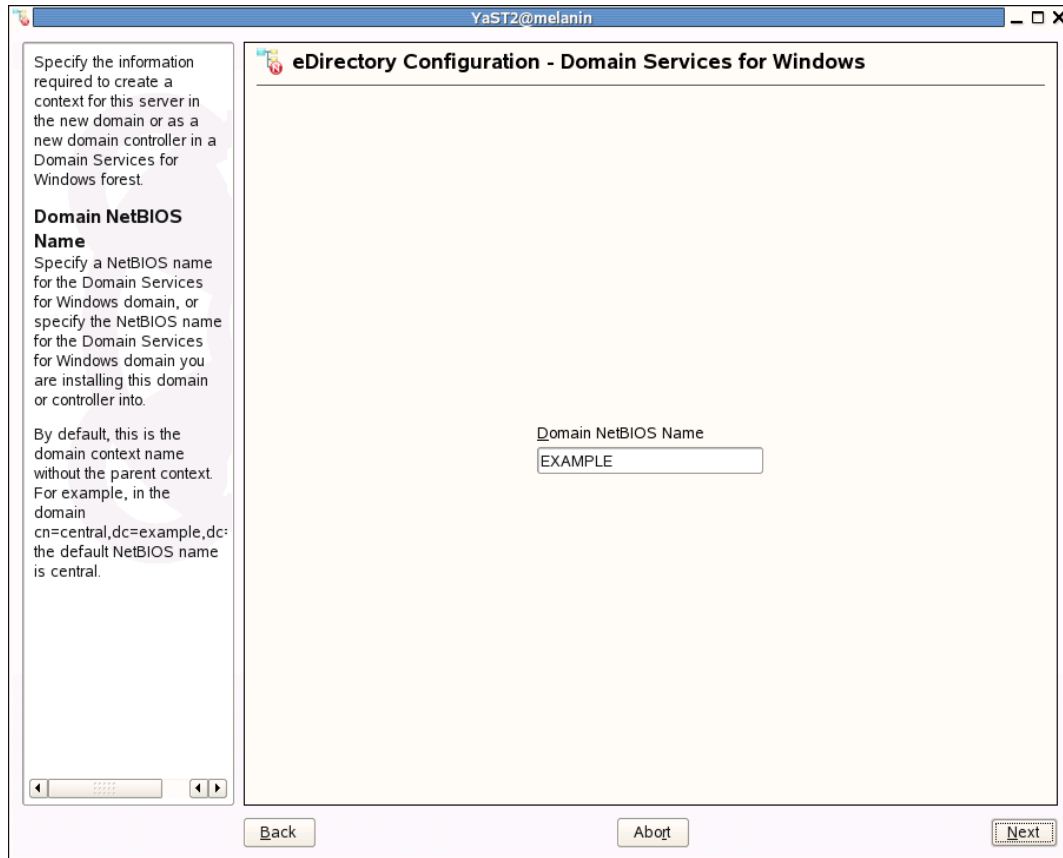 YaST2@melanin
Specify the information
required to create a
context for this server in
the new domain or as a
new domain controller in a
Domain Services for
Windows forest.
Domain NetBIOS
Name
Specify a NetBIOS name
for the Domain Services
for Windows domain, or
specify the NetBIOS name
for the Domain Services
for Windows domain you
are installing this domain
or controller into.
By default, this is the
domain context name
without the parent context.
For example, in the
domain
cn=central,dc=example,dc=
the default NetBIOS name
is central.
eDirectory Configuration - Domain Services for Windows
Domain NetBIOS Name
EXAMPLE
Back
Abort
Next